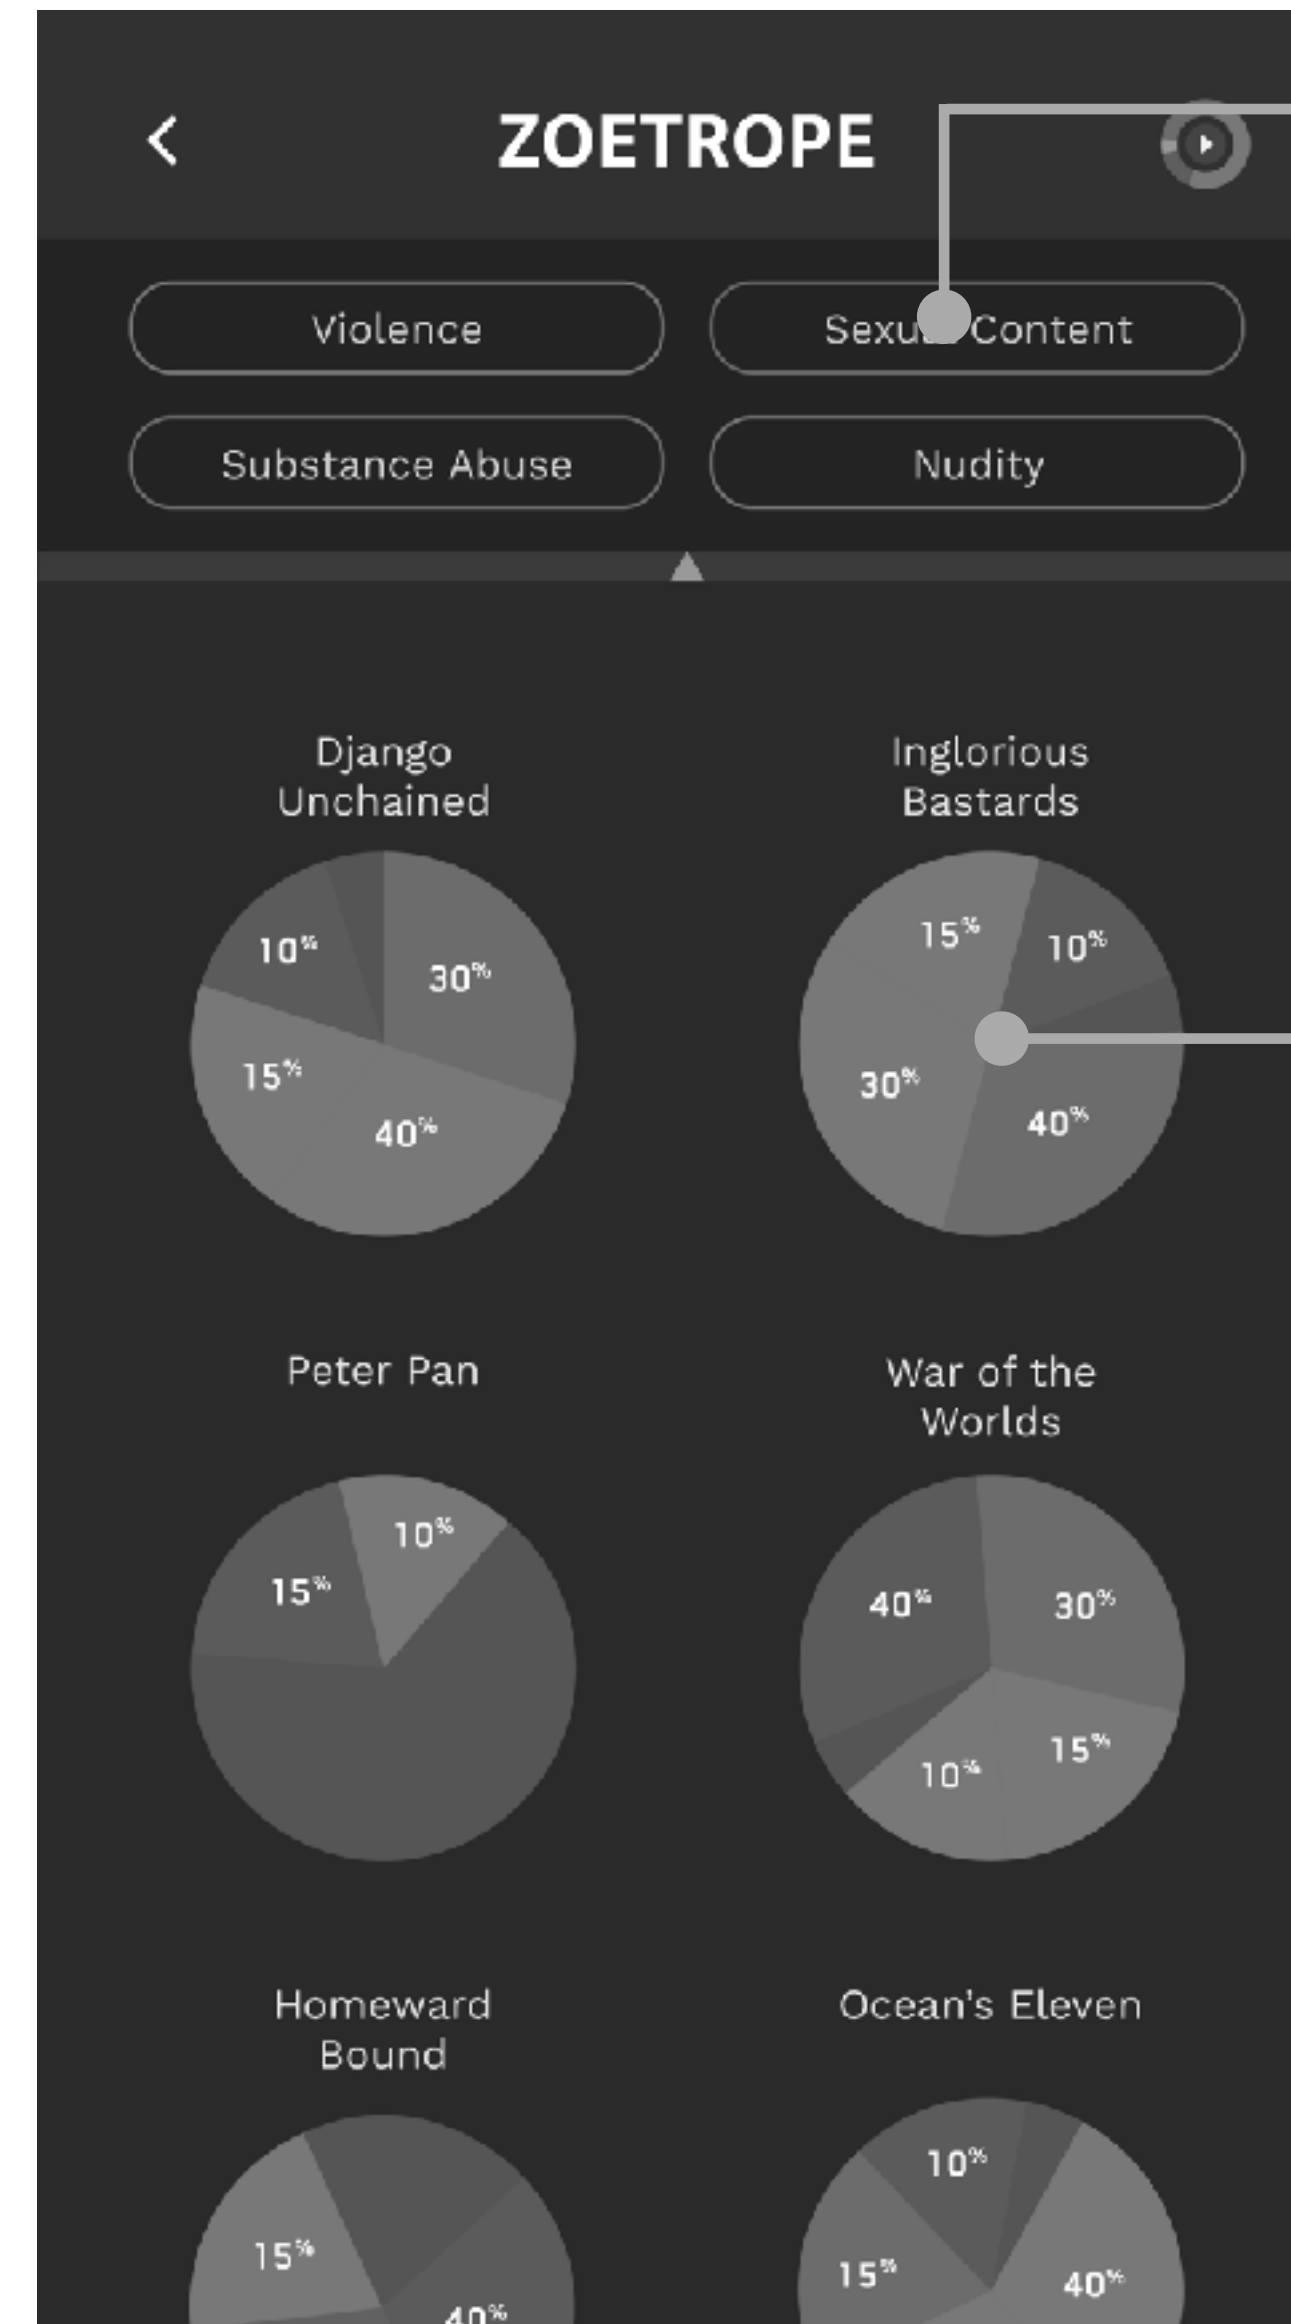 ZOETROPE
Violence
Sexual Content
Substance Abuse
Nudity
Django
Unchained
Inglorious
Bastards
10%
30%
15%
40%
15%
10%
30%
40%
Peter Pan
War of the
Worlds
10%
15%
40%
30%
15%
10%
Homeward
Bound
Ocean's Eleven
15%
40%
10%
15%
40%